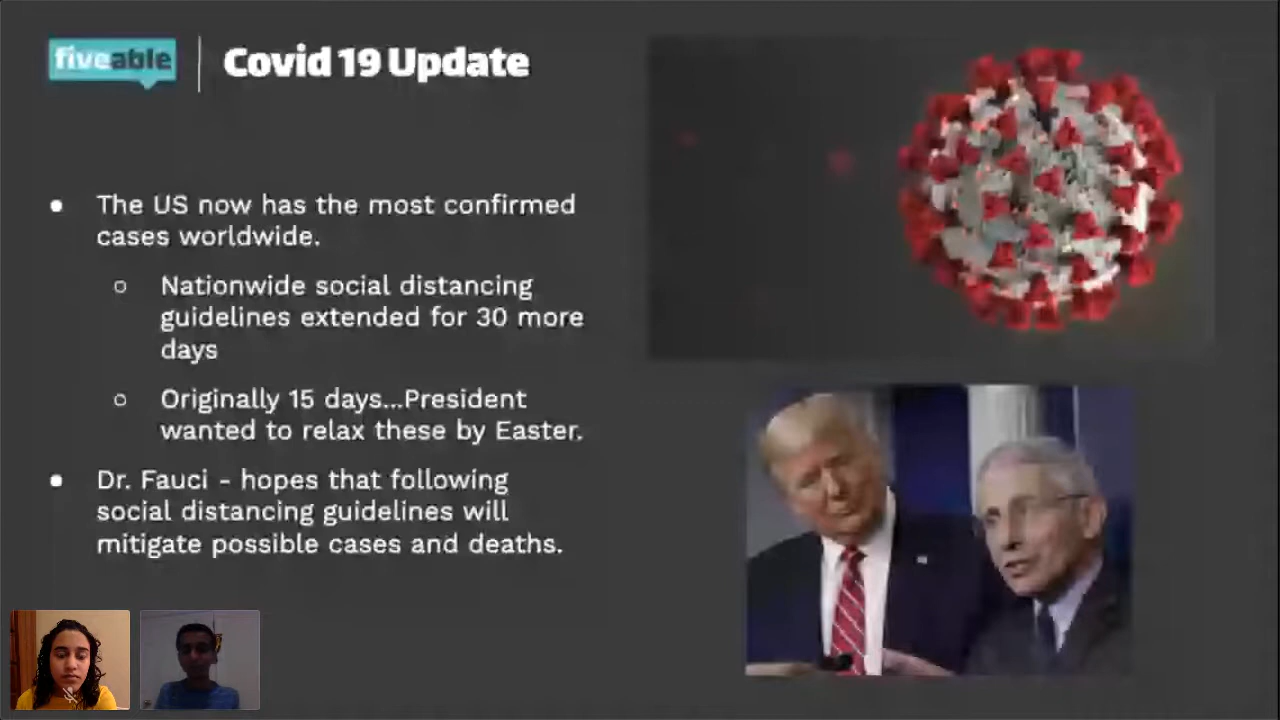 fiveable
Covid 19 Update
● The US now has the most confirmed
cases worldwide.
○ Nationwide social distancing
guidelines extended for 30 more
days
○ Originally 15 days...President
wanted to relax these by Easter.
● Dr. Fauci - hopes that following
social distancing guidelines will
mitigate possible cases and deaths.